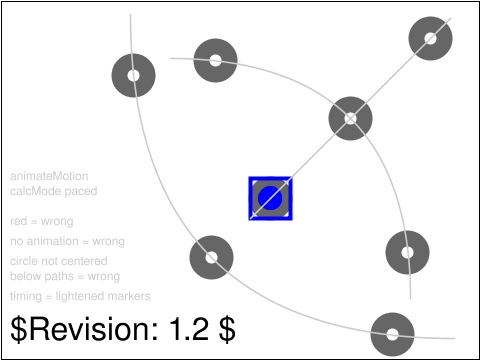 animateMotion
calcMode paced
red = wrong
no animation = wrong
circle not centered
below paths = wrong
timing = lightened markers
$Revision: 1.2 $